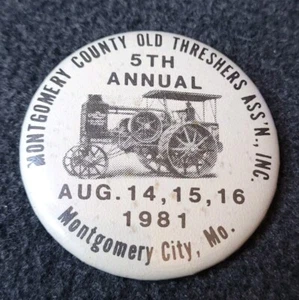 MONTGOMERY COUNTY OLD THRESHERS ASS'N., INC.
5TH
ANNUAL
AUG. 14, 15, 16
1981
Montgomery City, Mo.